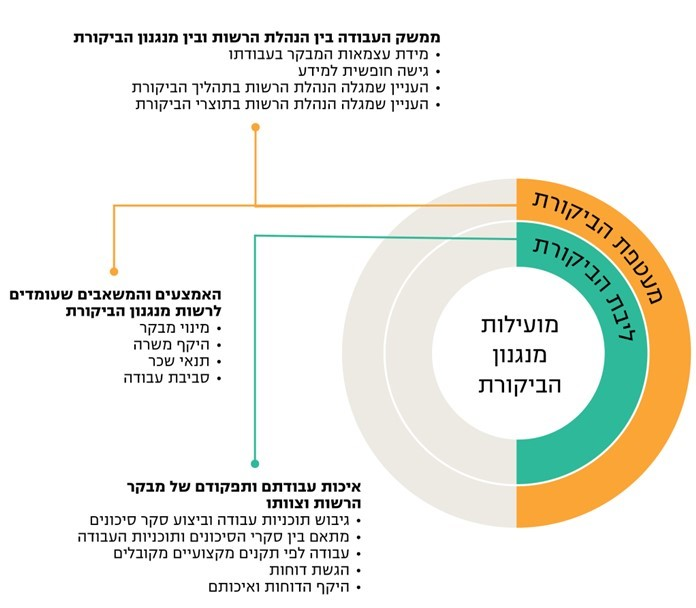 ממשק העבודה בין הנהלת הרשות ובין מנגנון הביקורת
• מידת עצמאות המבקר בעבודתו
• גישה חופשית למידע
• העניין שמגלה הנהלת הרשות בתהליך הביקורת
• העניין שמגלה הנהלת הרשות בתוצרי הביקורת
מעטפת הביקורת
ליבת הביקורת
מועילות
מנגנון
הביקורת
האמצעים והמשאבים שעומדים
לרשות מנגנון הביקורת
• מינוי מבקר
• היקף משרה
• תנאי שכר
• סביבת עבודה
איכות עבודתם ותפקודם של מבקר
הרשות וצוותו
• גיבוש תוכניות עבודה וביצוע סקר סיכונים
• מתאם בין סקרי הסיכונים ותוכניות העבודה
• עבודה לפי תקנים מקצועיים מקובלים
• הגשת דוחות
• היקף הדוחות ואיכותם